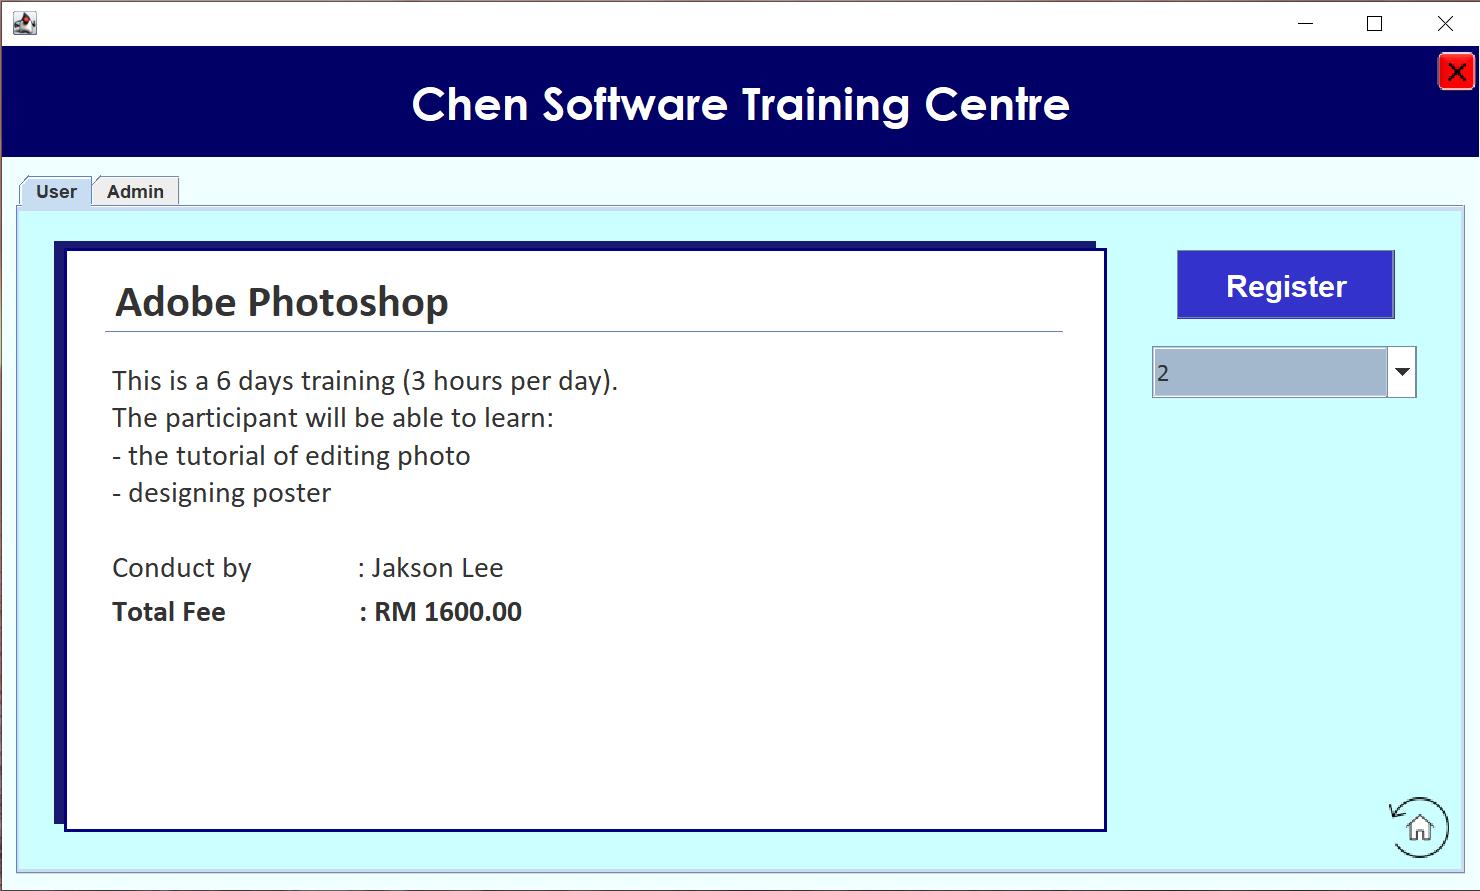 Chen Software Training Centre
User
Admin
Adobe Photoshop
Register
This is a 6 days training (3 hours per day).
2
The participant will be able to learn:
- the tutorial of editing photo
- designing poster
Conduct by : Jakson Lee
Total Fee : RM 1600.00